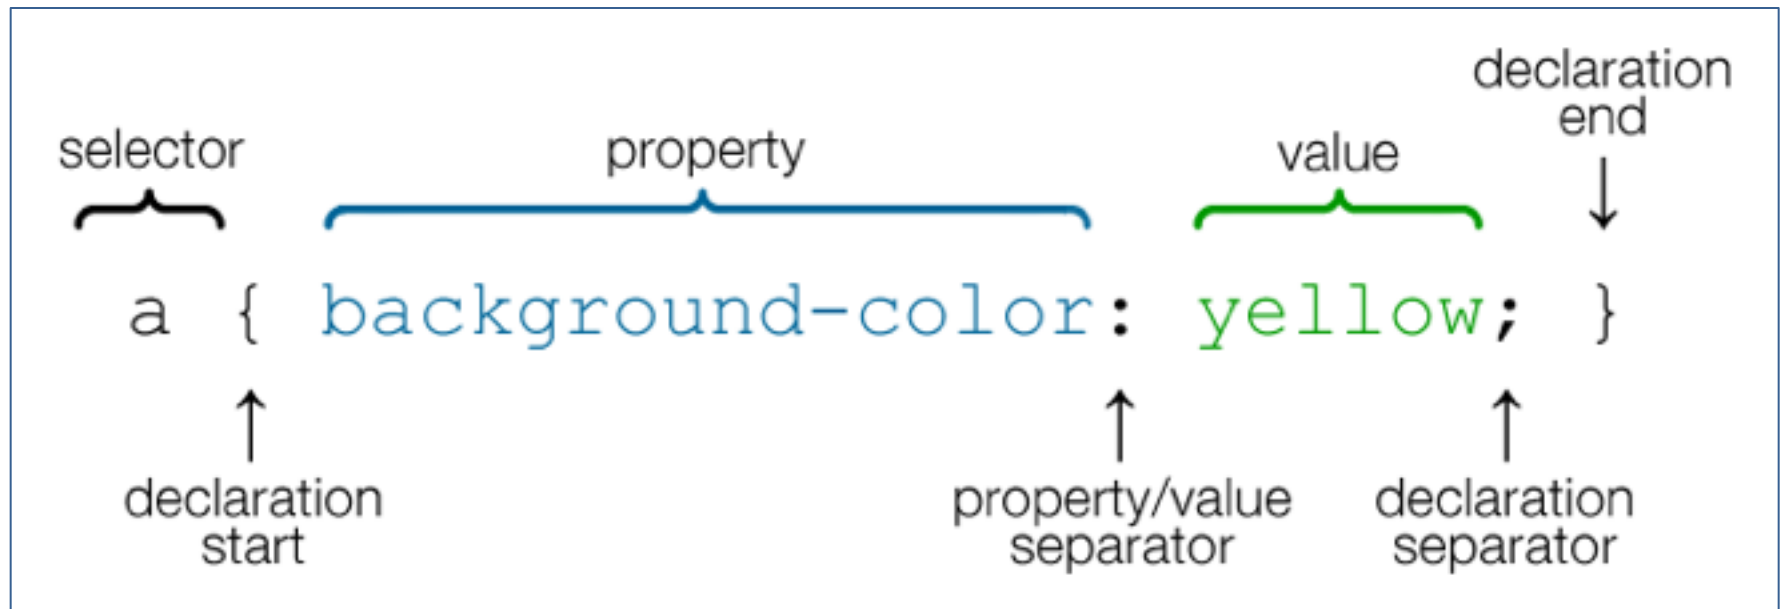 declaration
end
selector
property
value
a { background-color: yellow; }
declaration
start
property/value
separator
declaration
separator